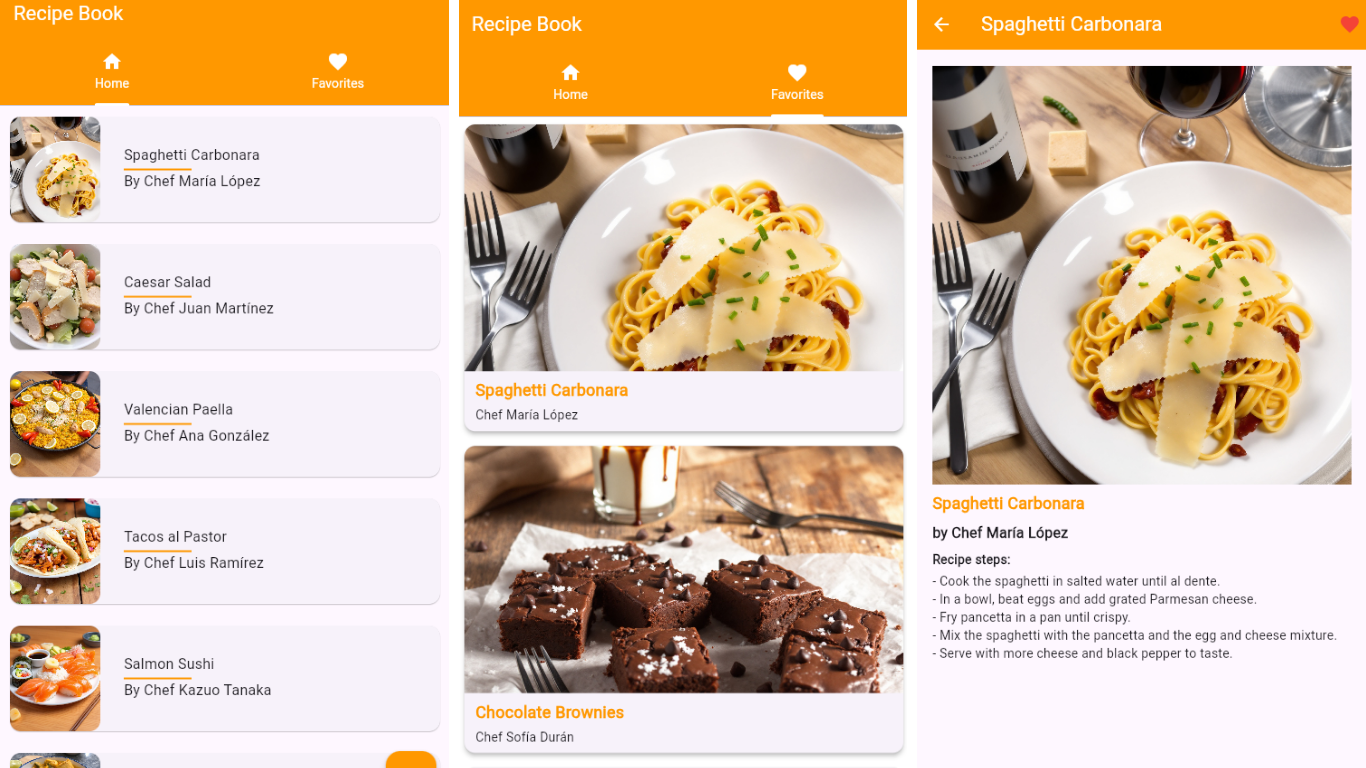 Recipe Book
Home
Favorites
Spaghetti Carbonara
By Chef María López
Caesar Salad
By Chef Juan Martínez
Valencian Paella
By Chef Ana González
Tacos al Pastor
By Chef Luis Ramírez
Salmon Sushi
By Chef Kazuo Tanaka
Recipe Book
Home
Favorites
Spaghetti Carbonara
Chef María López
Chocolate Brownies
Chef Sofía Durán
Spaghetti Carbonara
Spaghetti Carbonara
by Chef María López
Recipe steps:
- Cook the spaghetti in salted water until al dente.
- In a bowl, beat eggs and add grated Parmesan cheese.
- Fry pancetta in a pan until crispy.
- Mix the spaghetti with the pancetta and the egg and cheese mixture.
- Serve with more cheese and black pepper to taste.